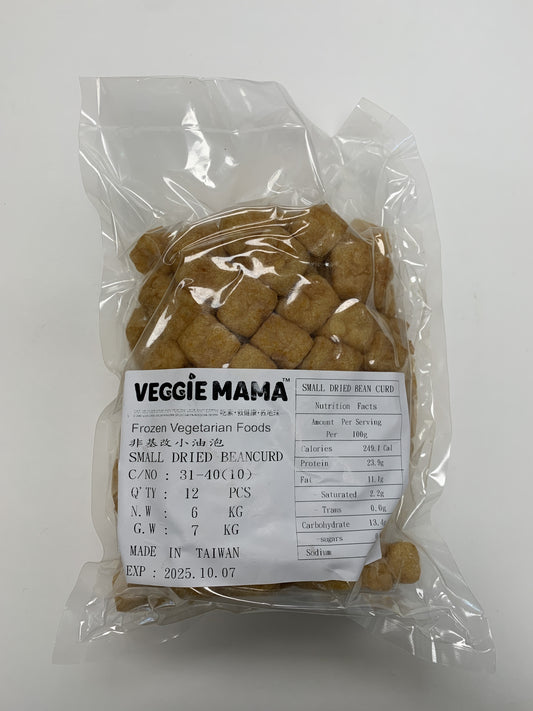 VEGGiE MAMA™
Frozen Vegetarian Foods
非基改小油泡
SMALL DRIED BEANCURD
C/NO : 31-40(10)
Q'TY : 12 PCS
N.W : 6 KG
G.W : 7 KG
MADE IN TAIWAN
EXP : 2025.10.07
SMALL DRIED BEAN CURD
Nutrition Facts
Amount Per Serving
Per 100g
Calories 249.1 Cal
Protein 23.9g
Fat 11.1g
- Saturated 2.2g
- Trans 0.0g
Carbohydrate 13.4g
-sugars
Sodium